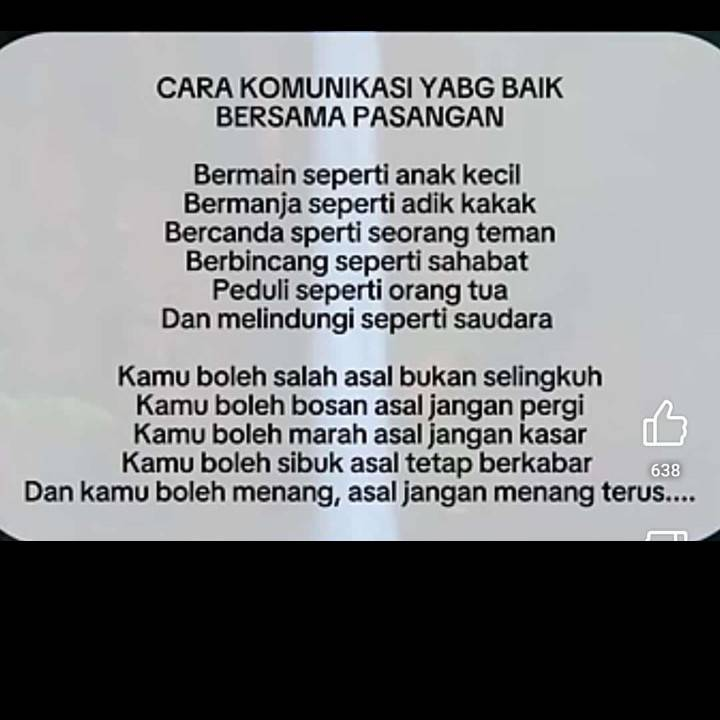 CARA KOMUNIKASI YABG BAIK
BERSAMA PASANGAN
Bermain seperti anak kecil
Bermanja seperti adik kakak
Bercanda sperti seorang teman
Berbincang seperti sahabat
Peduli seperti orang tua
Dan melindungi seperti saudara
Kamu boleh salah asal bukan selingkuh
Kamu boleh bosan asal jangan pergi
Kamu boleh marah asal jangan kasar
Kamu boleh sibuk asal tetap berkabar
Dan kamu boleh menang, asal jangan menang terus....
638